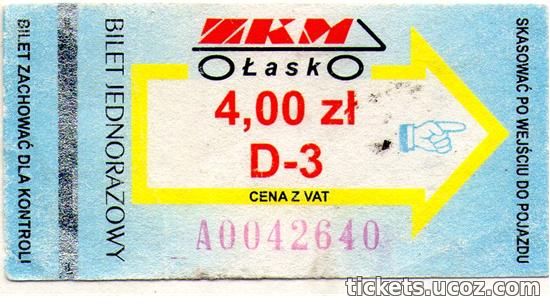 BILET ZACHOWAĆ DLA KONTROLI
BILET JEDNORAZOWY
ZKM
Łask
4,00 zł
D-3
CENA Z VAT
A0042640
SKASOWAĆ PO WEJŚCIU DO POJAZDU
tickets.ucoz.com